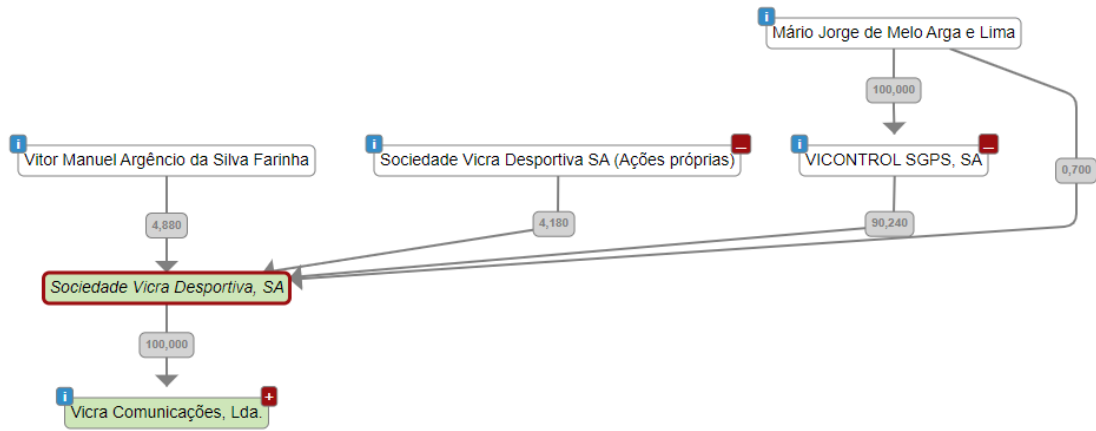 Mário Jorge de Melo Arga e Lima
100,000
Vitor Manuel Argêncio da Silva Farinha
Sociedade Vicra Desportiva SA (Ações próprias)
VICONTROL SGPS, SA
0,700
4,880
4,180
90,240
Sociedade Vicra Desportiva, SA
100,000
Vicra Comunicações, Lda.